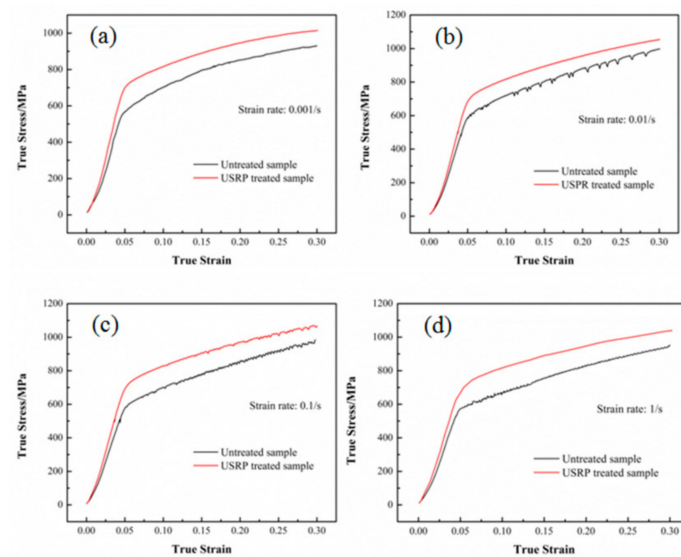 (a)
True Stress/MPa
1000
800
600
400
200
0
Strain rate: 0.001/s
Untreated sample
USRP treated sample
0.00 0.05 0.10 0.15 0.20 0.25 0.30
True Strain
(b)
True Stress/MPa
1200
1000
800
600
400
200
0
Strain rate: 0.01/s
Untreated sample
USPR treated sample
0.00 0.05 0.10 0.15 0.20 0.25 0.30
True Strain
(c)
True Stress/MPa
1200
1000
800
600
400
200
0
Strain rate: 0.1/s
Untreated sample
USRP treated sample
0.00 0.05 0.10 0.15 0.20 0.25 0.30
True Strain
(d)
True Stress/MPa
1200
1000
800
600
400
200
0
Strain rate: 1/s
Untreated sample
USRP treated sample
0.00 0.05 0.10 0.15 0.20 0.25 0.30
True Strain